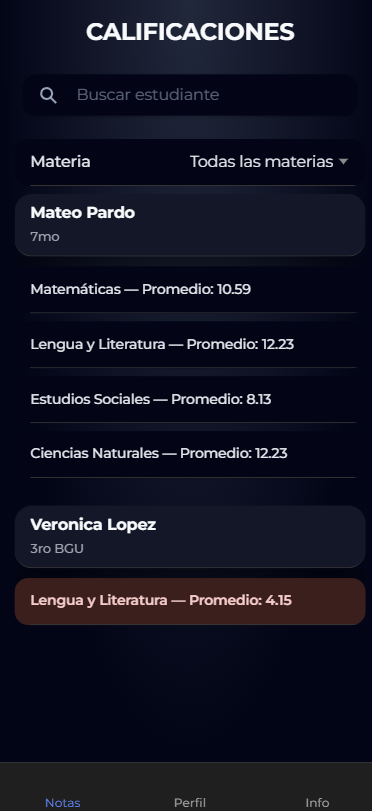 CALIFICACIONES
Buscar estudiante
Materia Todas las materias
Mateo Pardo
7mo
Matemáticas — Promedio: 10.59
Lengua y Literatura — Promedio: 12.23
Estudios Sociales — Promedio: 8.13
Ciencias Naturales — Promedio: 12.23
Veronica Lopez
3ro BGU
Lengua y Literatura — Promedio: 4.15
Notas Perfil Info